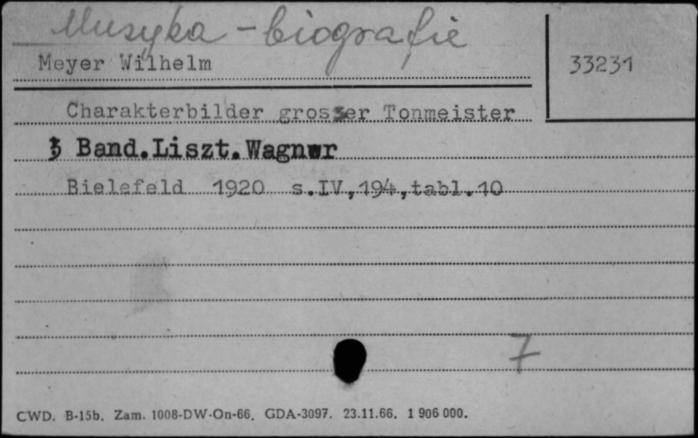 Musyka - biografie
Meyer Wilhelm
33231
Charakterbilder grosser Tonmeister
3 Band.Liszt.Wagner
Bielefeld 1920 s.IV,194,tabl.10
7
CWD. B-15b. Zam. 1008-DW-On-66. GDA-3097. 23.11.66. 1 906 000.